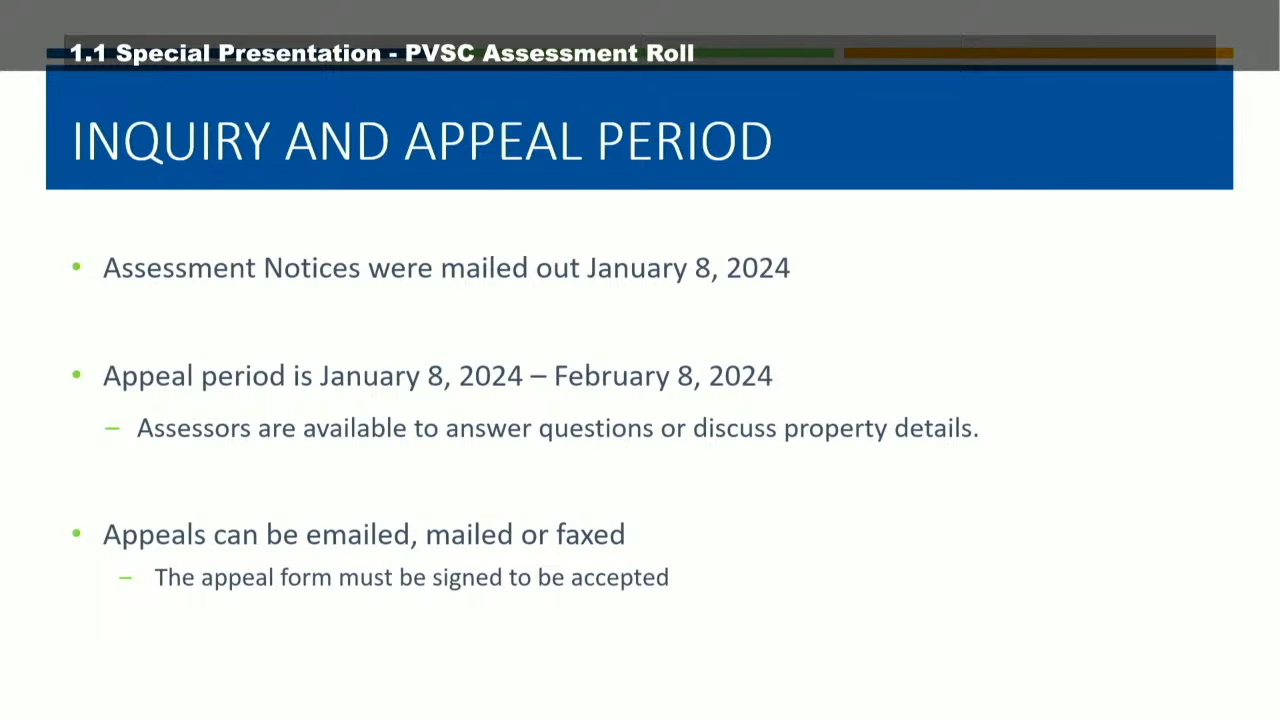 1.1 Special Presentation - PVSC Assessment Roll
INQUIRY AND APPEAL PERIOD
• Assessment Notices were mailed out January 8, 2024
• Appeal period is January 8, 2024 – February 8, 2024
– Assessors are available to answer questions or discuss property details.
• Appeals can be emailed, mailed or faxed
– The appeal form must be signed to be accepted